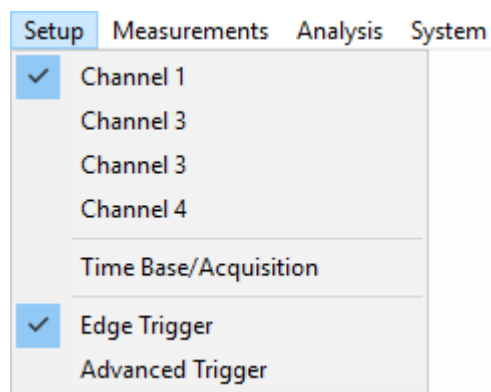 Setup Measurements Analysis System
Channel 1
Channel 3
Channel 3
Channel 4
Time Base/Acquisition
Edge Trigger
Advanced Trigger